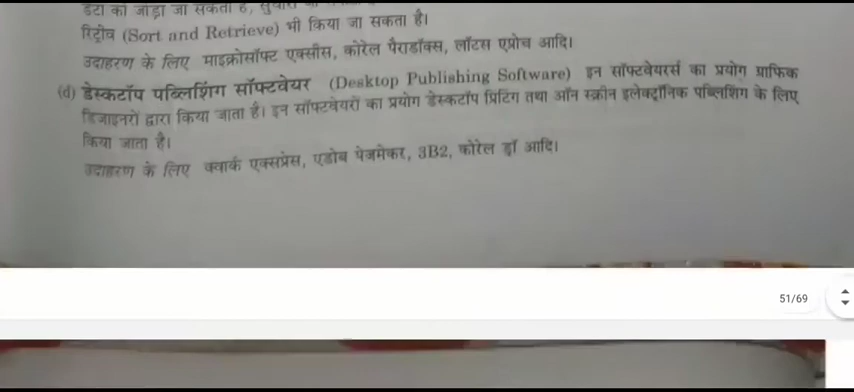 डेटा को जोड़ा जा सकता है, सुधारा
रिट्रीव (Sort and Retrieve) भी किया जा सकता है।
उदाहरण के लिए माइक्रोसॉफ्ट एक्सीस, कोरेल पैराडॉक्स, लॉटस एप्रोच आदि।
(d) डेस्कटॉप पब्लिशिंग सॉफ्टवेयर (Desktop Publishing Software) इन सॉफ्टवेयरर्स का प्रयोग ग्राफिक
डिजाइनरों द्वारा किया जाता है। इन सॉफ्टवेयरों का प्रयोग डेस्कटॉप प्रिटिंग तथा ऑन स्क्रीन इलेक्ट्रॉनिक पब्लिशिंग के लिए
किया जाता है।
उदाहरण के लिए क्वार्क एक्सप्रेस, एडोब पेजमेकर, 3B2, कोरेल ड्रॉ आदि।
51/69